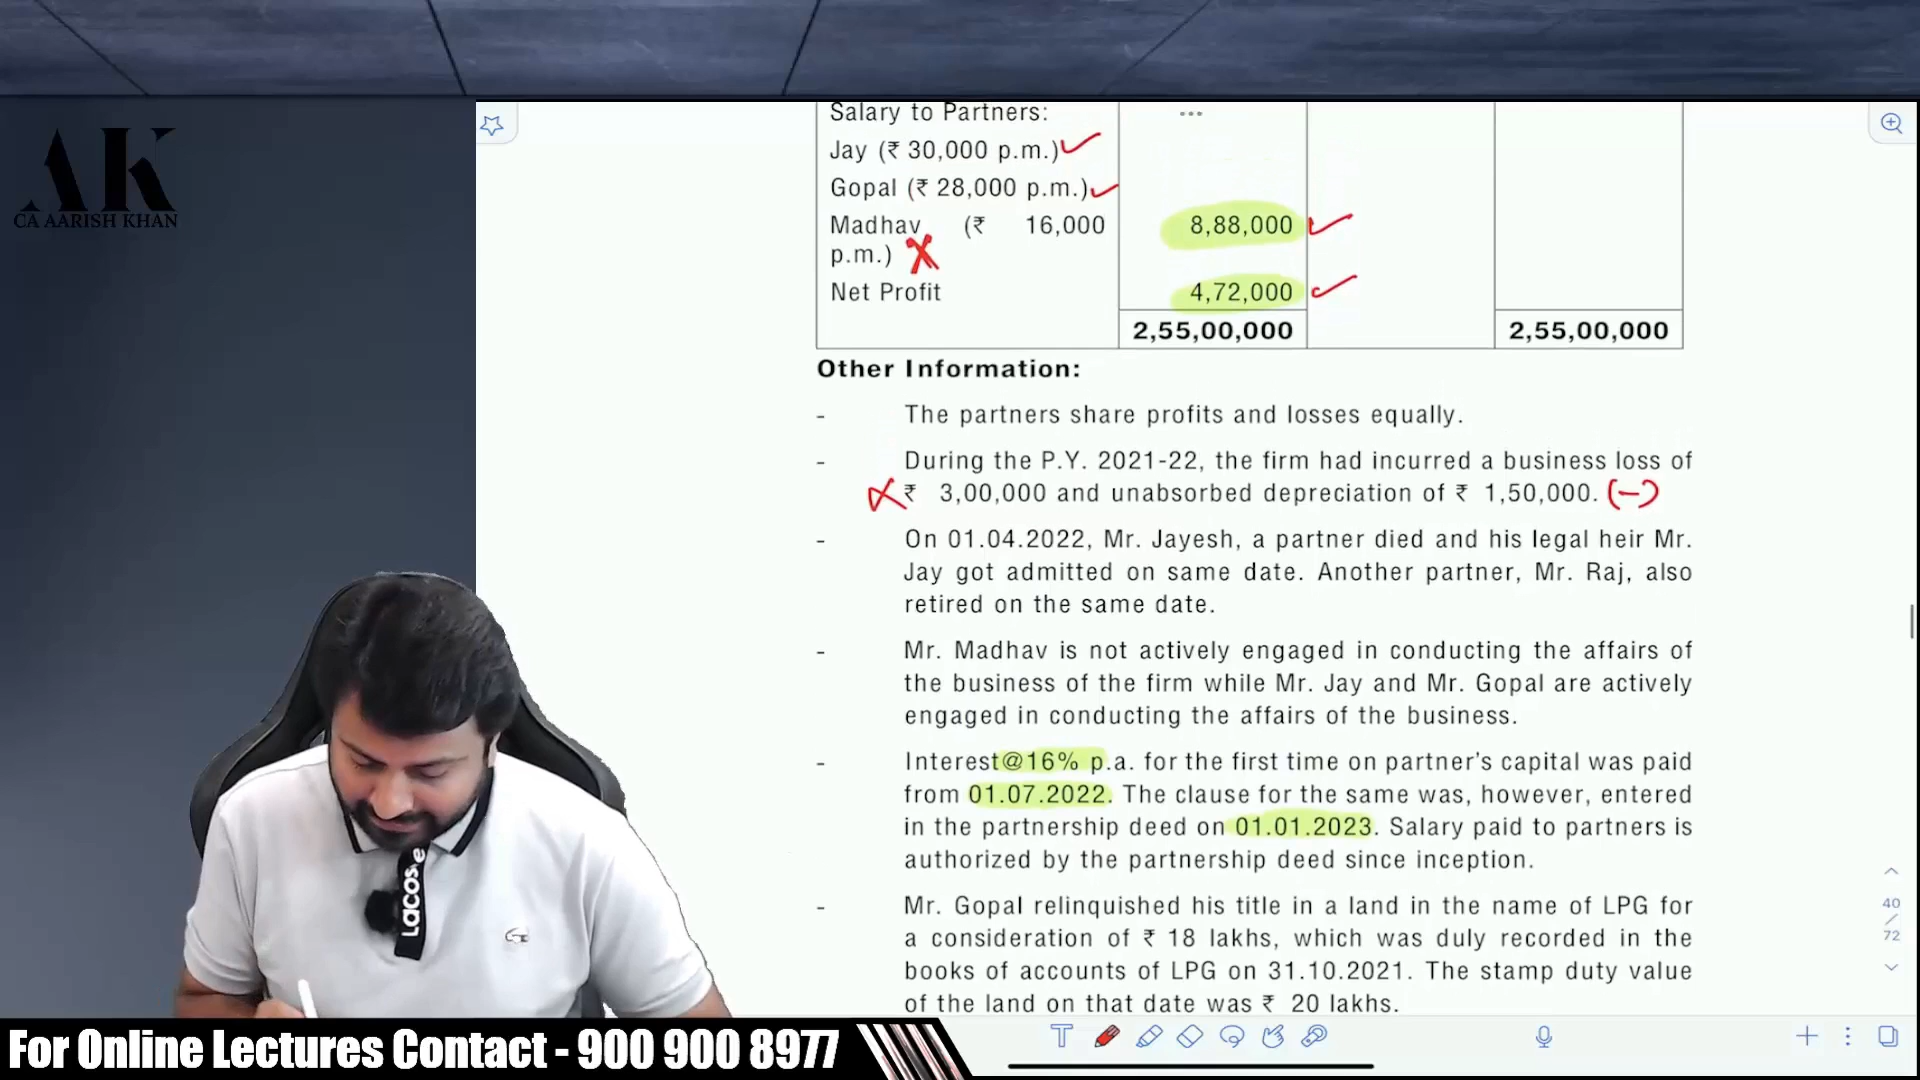 AK
CA AARISH KHAN
Salary to Partners:
Jay (₹ 30,000 p.m.)
Gopal (₹ 28,000 p.m.)
Madhav (₹ 16,000 8,88,000
p.m.)
Net Profit 4,72,000
2,55,00,000 2,55,00,000
Other Information:
- The partners share profits and losses equally.
- During the P.Y. 2021-22, the firm had incurred a business loss of
₹ 3,00,000 and unabsorbed depreciation of ₹ 1,50,000. (-)
- On 01.04.2022, Mr. Jayesh, a partner died and his legal heir Mr.
Jay got admitted on same date. Another partner, Mr. Raj, also
retired on the same date.
- Mr. Madhav is not actively engaged in conducting the affairs of
the business of the firm while Mr. Jay and Mr. Gopal are actively
engaged in conducting the affairs of the business.
- Interest@16% p.a. for the first time on partner's capital was paid
from 01.07.2022. The clause for the same was, however, entered
in the partnership deed on 01.01.2023. Salary paid to partners is
authorized by the partnership deed since inception.
- Mr. Gopal relinquished his title in a land in the name of LPG for
a consideration of ₹ 18 lakhs, which was duly recorded in the
books of accounts of LPG on 31.10.2021. The stamp duty value
of the land on that date was ₹ 20 lakhs.
40
/
72
Lacoste
For Online Lectures Contact - 900 900 8977